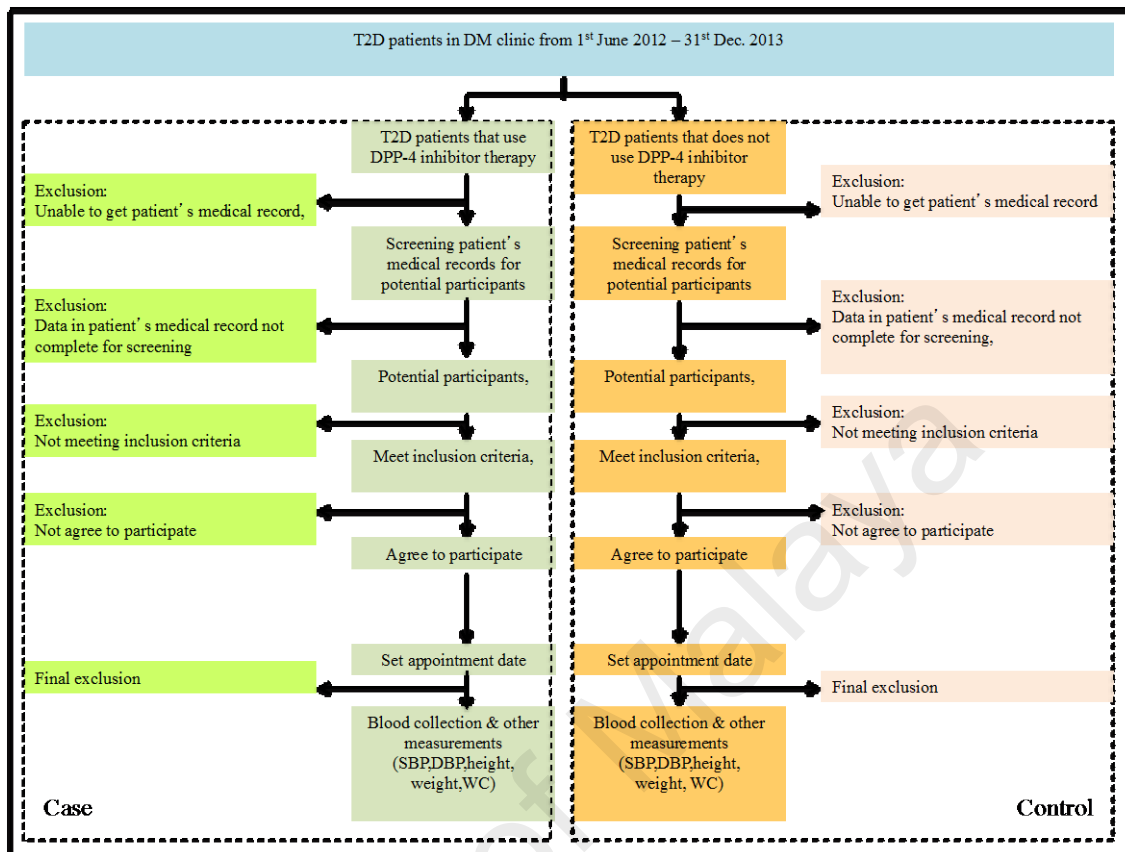 T2D patients in DM clinic from 1st June 2012 – 31st Dec. 2013
T2D patients that use
DPP-4 inhibitor therapy
Exclusion:
Unable to get patient’s medical record,
Screening patient’s
medical records for
potential participants
Exclusion:
Data in patient’s medical record not
complete for screening
Potential participants,
Exclusion:
Not meeting inclusion criteria
Meet inclusion criteria,
Exclusion:
Not agree to participate
Agree to participate
Set appointment date
Final exclusion
Blood collection & other
measurements
(SBP,DBP,height,
weight,WC)
Case
T2D patients that does not
use DPP-4 inhibitor
therapy
Exclusion:
Unable to get patient’s medical record
Screening patient’s
medical records for
potential participants
Exclusion:
Data in patient’s medical record not
complete for screening,
Potential participants,
Exclusion:
Not meeting inclusion criteria
Meet inclusion criteria,
Exclusion:
Not agree to participate
Agree to participate
Set appointment date
Final exclusion
Blood collection & other
measurements
(SBP,DBP,height,
weight, WC)
Control
of Malaya